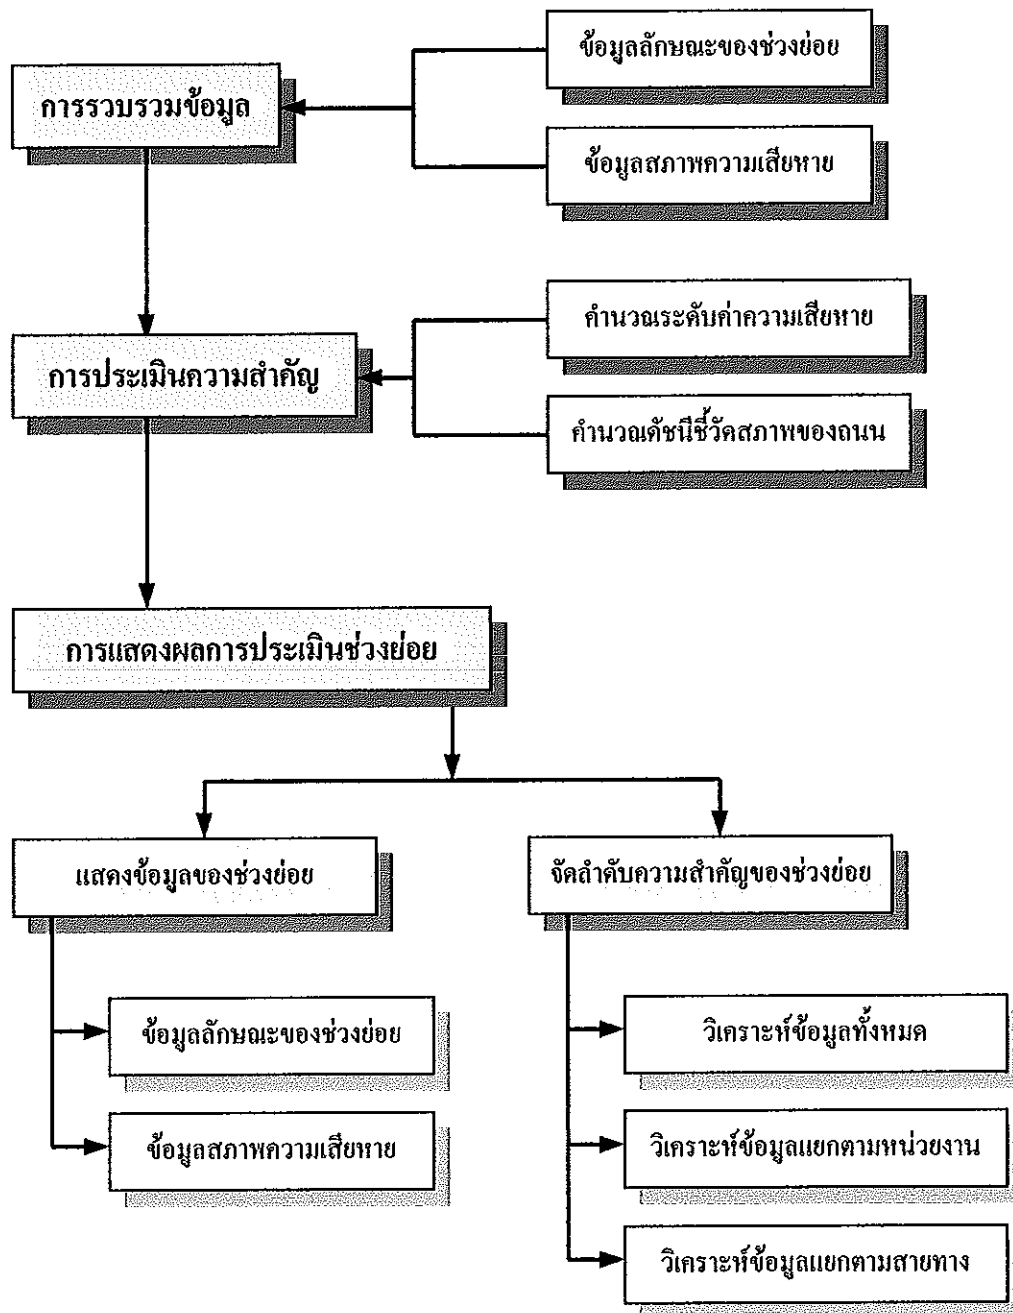 ข้อมูลลักษณะของช่วงย่อย
การรวบรวมข้อมูล
ข้อมูลสภาพความเสียหาย
คำนวณระดับค่าความเสียหาย
การประเมินความสำคัญ
คำนวณดัชนีชี้วัดสภาพของถนน
การแสดงผลการประเมินช่วงย่อย
แสดงข้อมูลของช่วงย่อย
จัดลำดับความสำคัญของช่วงย่อย
ข้อมูลลักษณะของช่วงย่อย
วิเคราะห์ข้อมูลทั้งหมด
ข้อมูลสภาพความเสียหาย
วิเคราะห์ข้อมูลแยกตามหน่วยงาน
วิเคราะห์ข้อมูลแยกตามสายทาง